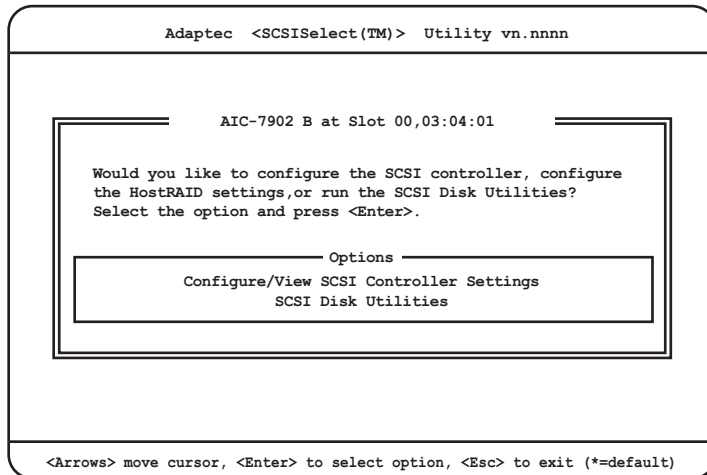 Adaptec <SCSISelect(TM)> Utility vn.nnnn
AIC-7902 B at Slot 00,03:04:01
Would you like to configure the SCSI controller, configure
the HostRAID settings,or run the SCSI Disk Utilities?
Select the option and press <Enter>.
Options
Configure/View SCSI Controller Settings
SCSI Disk Utilities
<Arrows> move cursor, <Enter> to select option, <Esc> to exit (*=default)